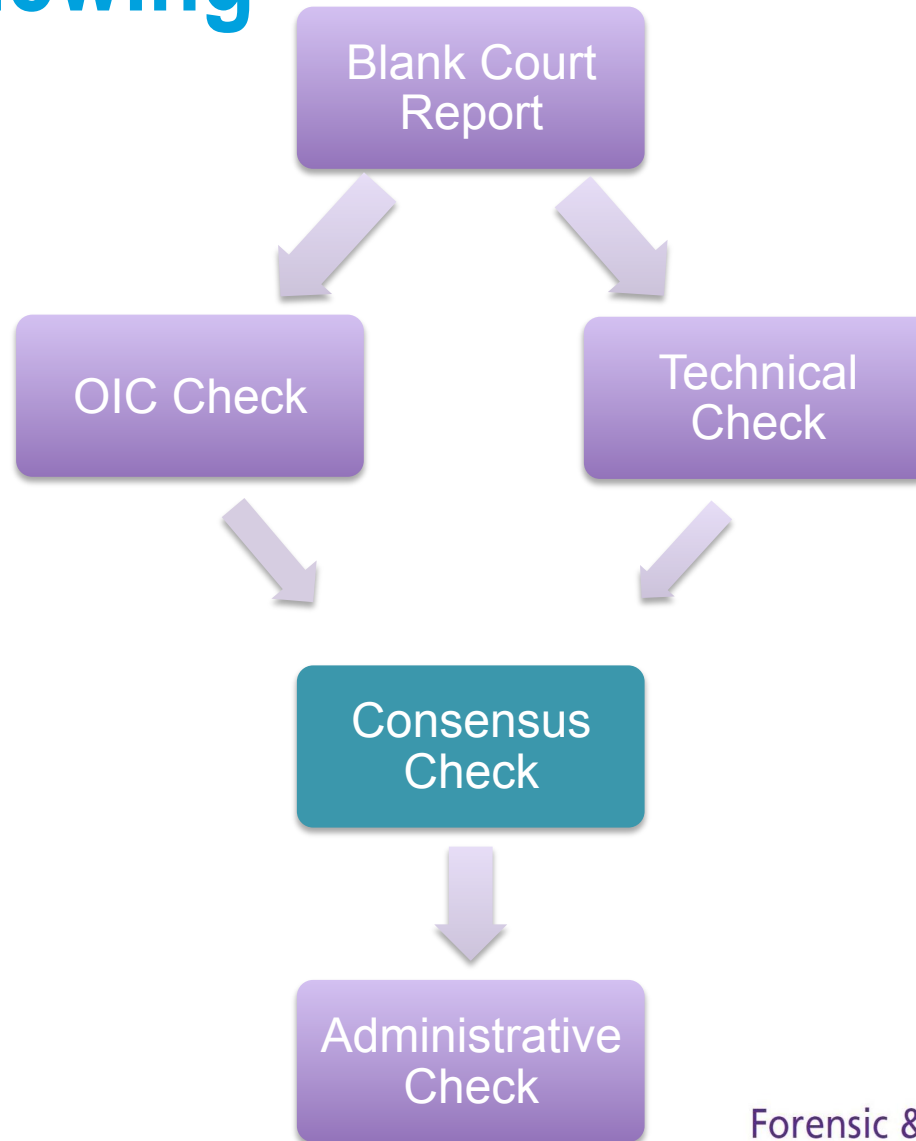 Blank Court
Report
OIC Check
Technical
Check
Consensus
Check
Administrative
Check
Forensic &